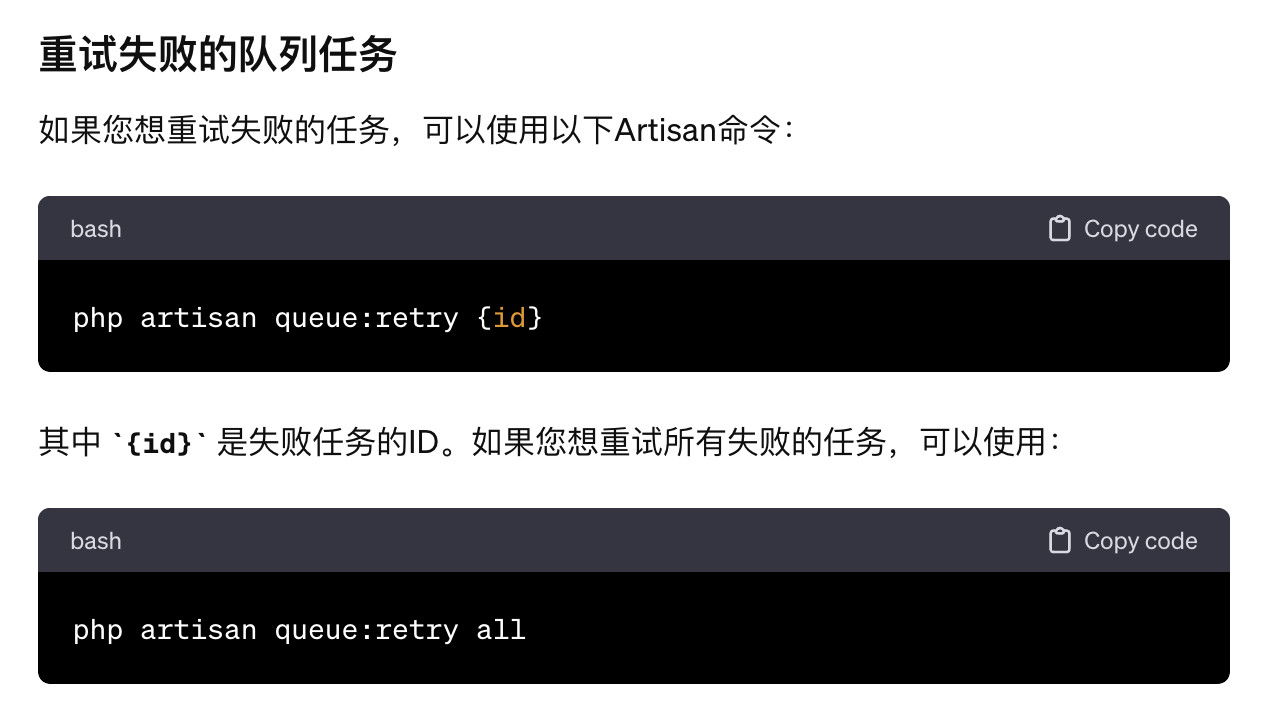 重试失败的队列任务
如果您想重试失败的任务，可以使用以下Artisan命令：
bash
Copy code
php artisan queue:retry {id}
其中 `{id}` 是失败任务的ID。如果您想重试所有失败的任务，可以使用：
bash
Copy code
php artisan queue:retry all